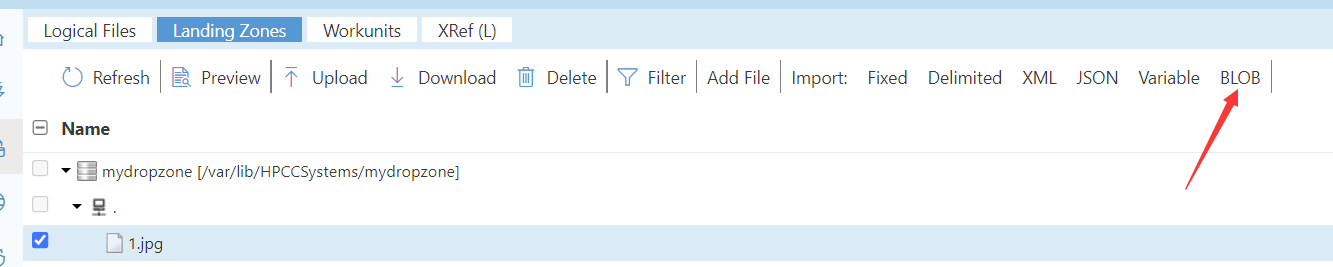 Logical Files Landing Zones Workunits XRef (L)
Refresh Preview Upload Download Delete Filter Add File Import: Fixed Delimited XML JSON Variable BLOB
Name
mydropzone [/var/lib/HPCCSystems/mydropzone]
.
1.jpg